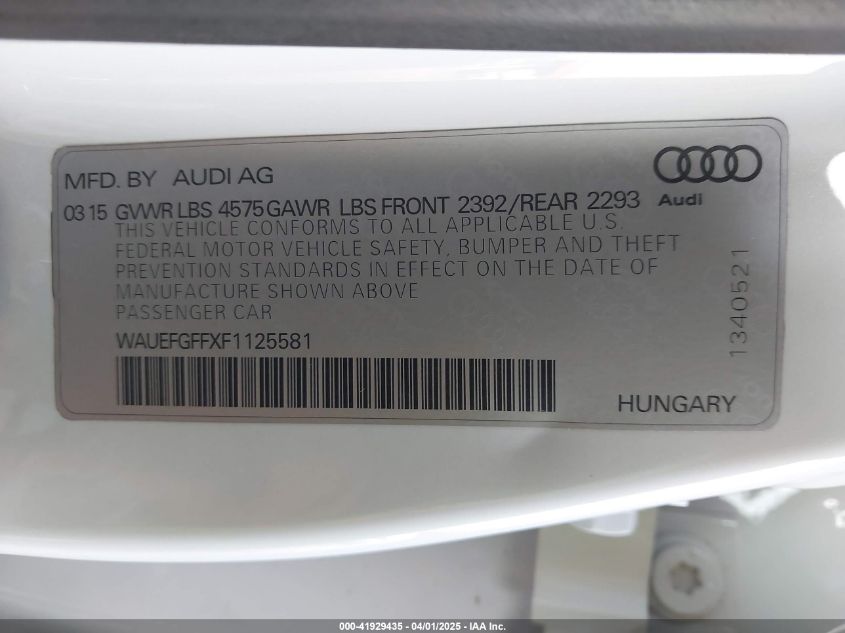 MFD. BY AUDI AG
Audi
03 15 GVWR LBS 4575 GAWR LBS FRONT 2392/REAR 2293
THIS VEHICLE CONFORMS TO ALL APPLICABLE U.S.
FEDERAL MOTOR VEHICLE SAFETY, BUMPER AND THEFT
PREVENTION STANDARDS IN EFFECT ON THE DATE OF
MANUFACTURE SHOWN ABOVE
PASSENGER CAR
WAUEFGFFXF1125581
1340521
HUNGARY
000-41929435 - 04/01/2025 - IAA Inc.